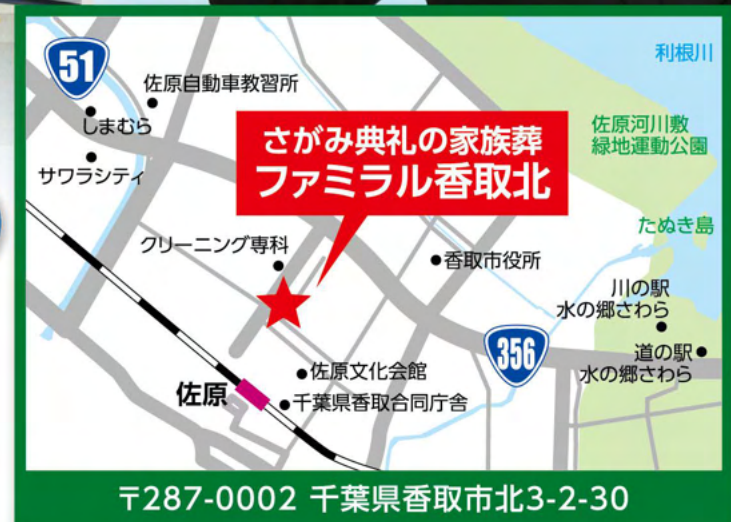 51
佐原自動車教習所
しまむら
サワラシティ
利根川
佐原河川敷
緑地運動公園
さがみ典礼の家族葬
ファミラル香取北
たぬき島
クリーニング専科
香取市役所
川の駅
水の郷さわら
356
道の駅
水の郷さわら
佐原文化会館
佐原
千葉県香取合同庁舎
〒287-0002 千葉県香取市北3-2-30